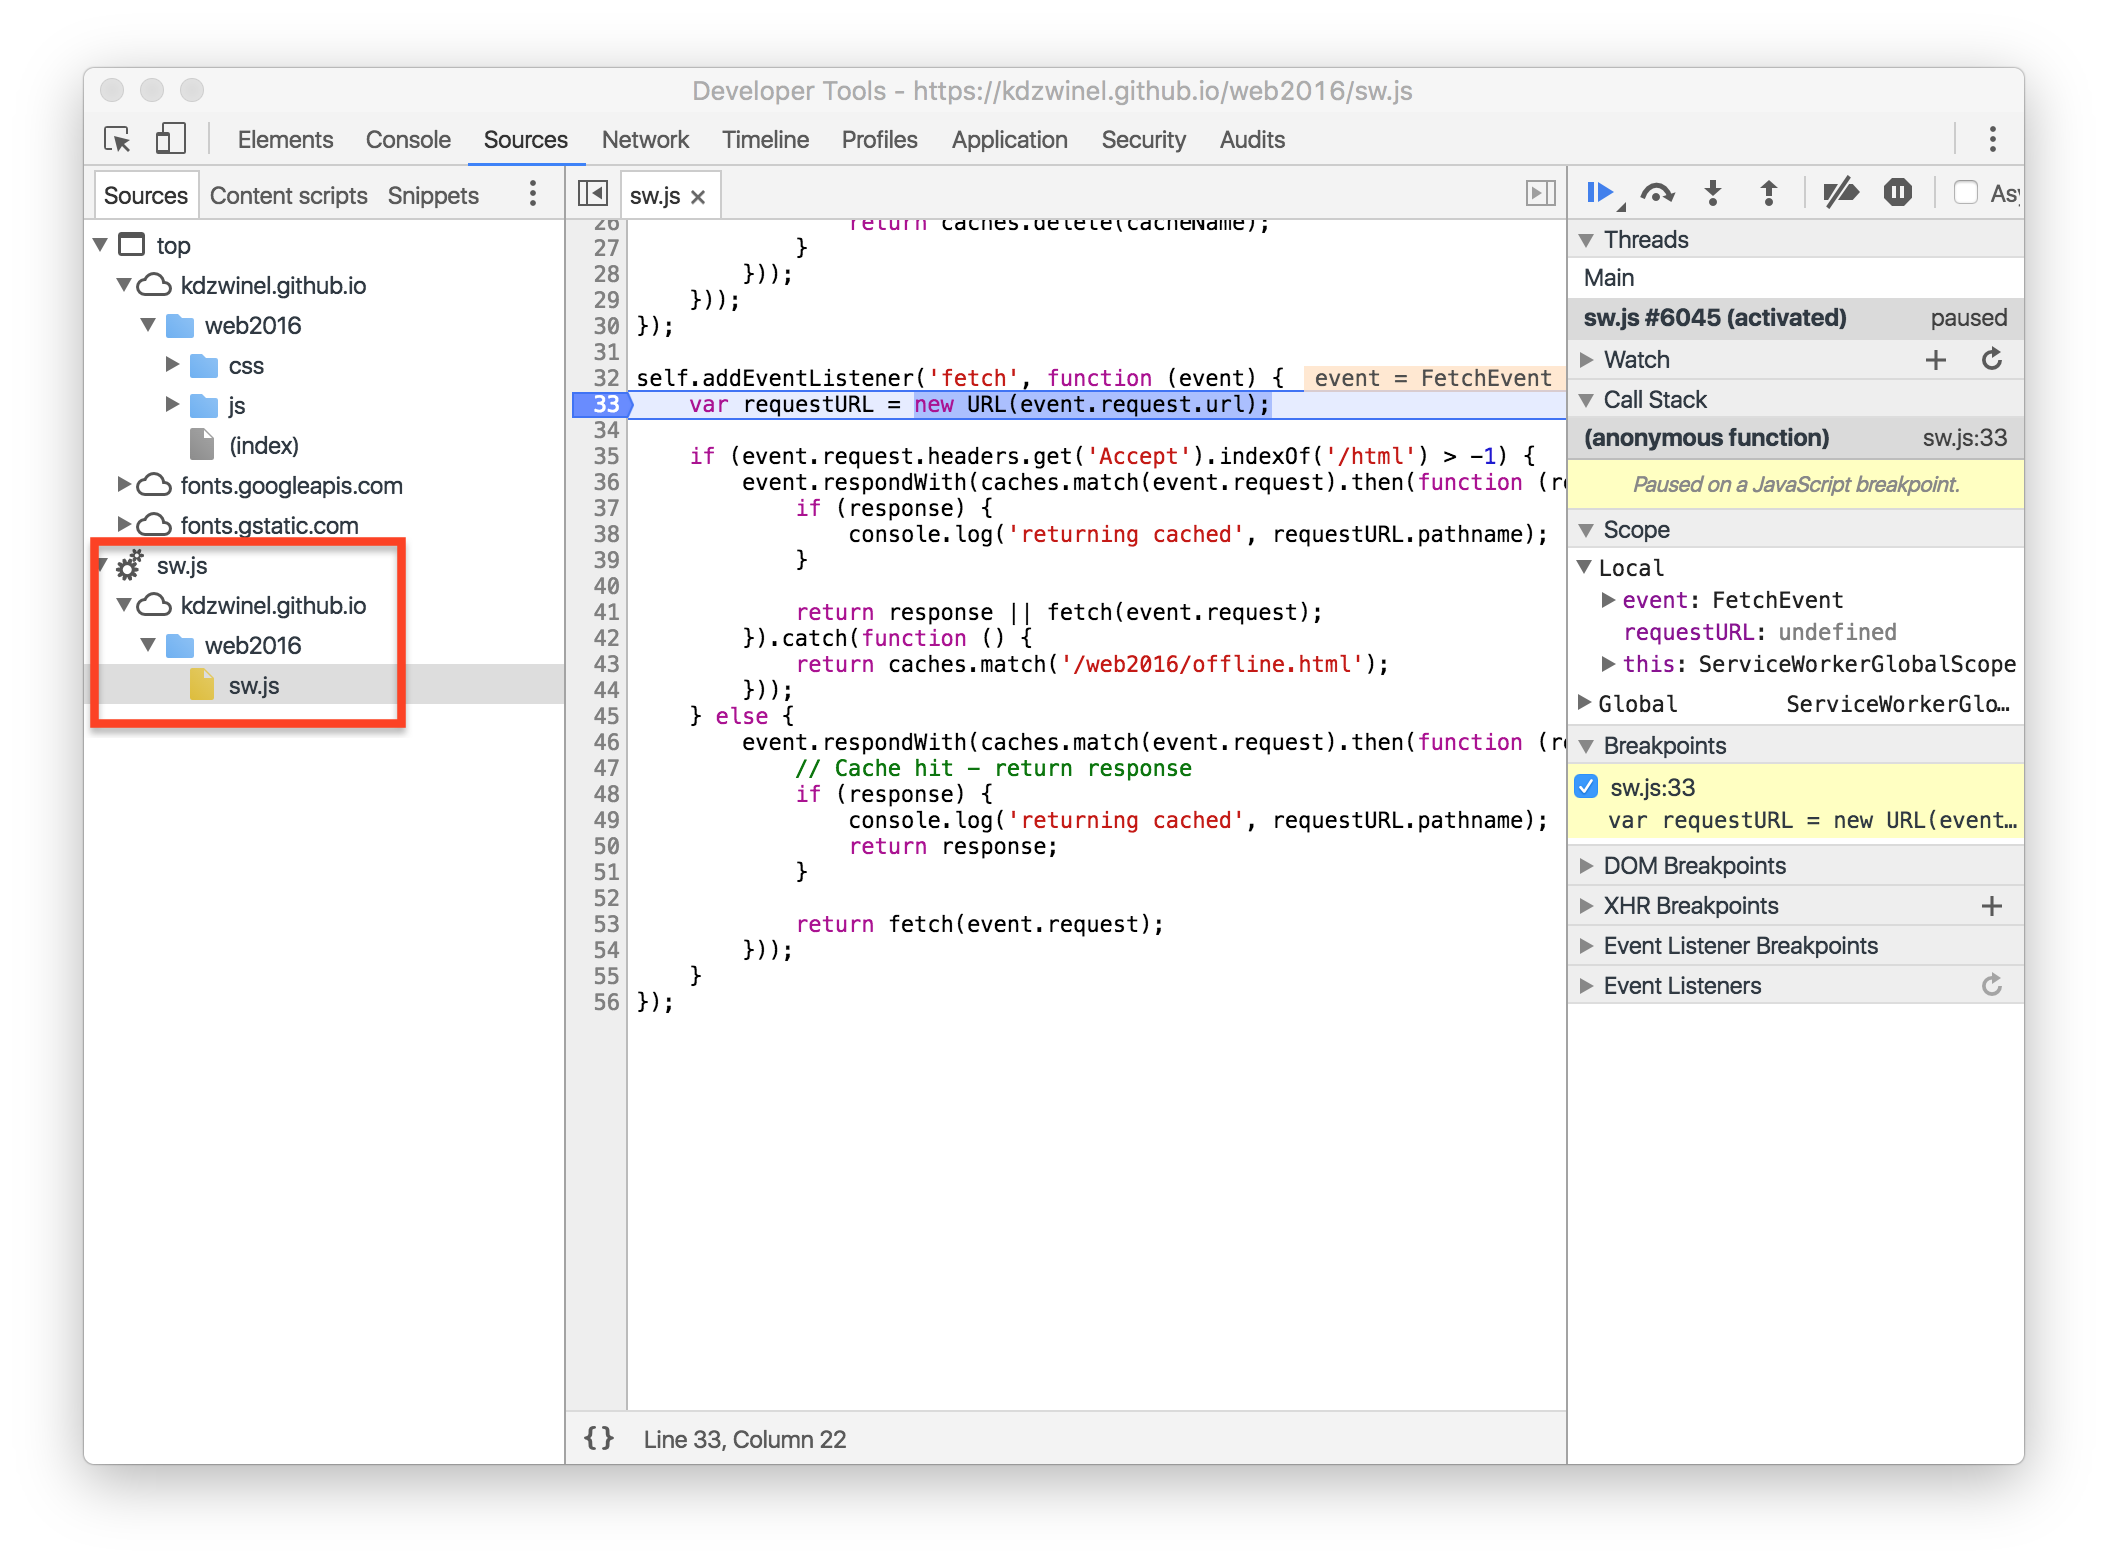 Developer Tools - https://kdzwinel.github.io/web2016/sw.js
Elements Console Sources Network Timeline Profiles Application Security Audits
Sources Content scripts Snippets
top
kdzwinel.github.io
web2016
css
js
(index)
fonts.googleapis.com
fonts.gstatic.com
sw.js
kdzwinel.github.io
web2016
sw.js
sw.js ×
26 return caches.delete(cacheName);
27 }
28 }));
29 }));
30 });
31
32 self.addEventListener('fetch', function (event) { event = FetchEvent
33 var requestURL = new URL(event.request.url);
34
35 if (event.request.headers.get('Accept').indexOf('/html') > -1) {
36 event.respondWith(caches.match(event.request).then(function (re
37 if (response) {
38 console.log('returning cached', requestURL.pathname);
39 }
40
41 return response || fetch(event.request);
42 }).catch(function () {
43 return caches.match('/web2016/offline.html');
44 }));
45 } else {
46 event.respondWith(caches.match(event.request).then(function (re
47 // Cache hit - return response
48 if (response) {
49 console.log('returning cached', requestURL.pathname);
50 return response;
51 }
52
53 return fetch(event.request);
54 }));
55 }
56 });
{} Line 33, Column 22
Asy
Threads
Main
sw.js #6045 (activated) paused
Watch
Call Stack
(anonymous function) sw.js:33
Paused on a JavaScript breakpoint.
Scope
Local
event: FetchEvent
requestURL: undefined
this: ServiceWorkerGlobalScope
Global ServiceWorkerGlo…
Breakpoints
sw.js:33
var requestURL = new URL(event…
DOM Breakpoints
XHR Breakpoints
Event Listener Breakpoints
Event Listeners